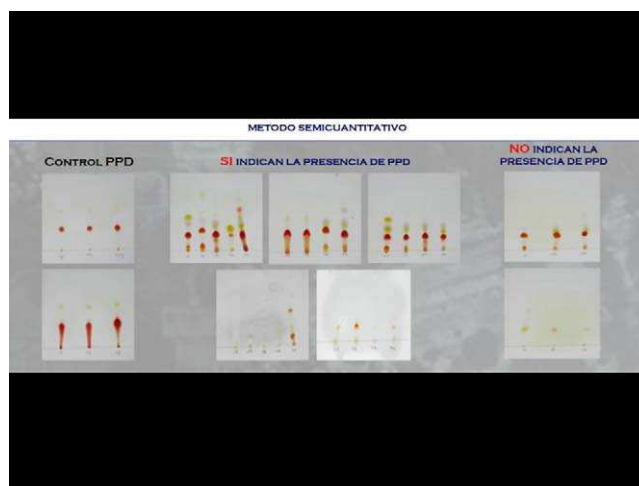 METODO SEMICUANTITATIVO
CONTROL PPD
SI INDICAN LA PRESENCIA DE PPD
NO INDICAN LA
PRESENCIA DE PPD